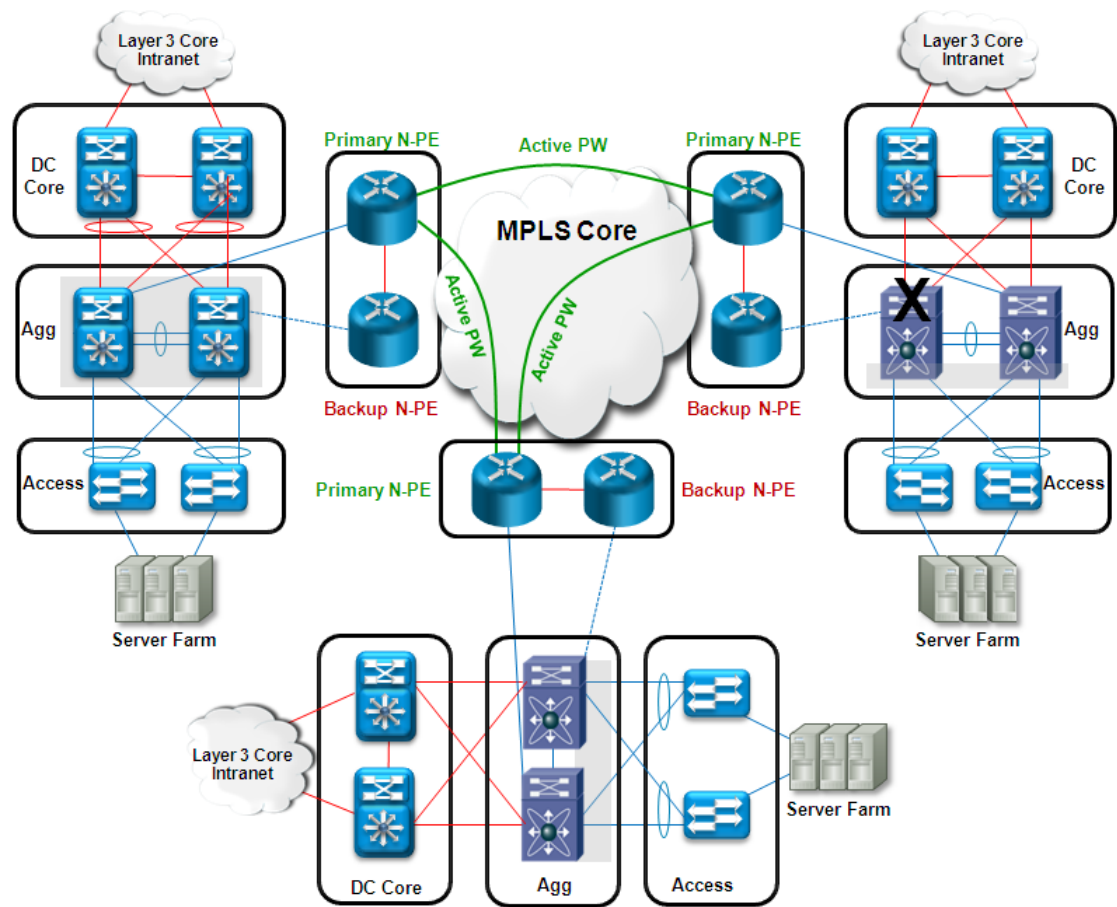 Layer 3 Core
Intranet
Layer 3 Core
Intranet
DC
Core
Primary N-PE
Active PW
Primary N-PE
DC
Core
MPLS Core
Agg
Active PW
Active PW
X
Agg
Backup N-PE
Backup N-PE
Access
Primary N-PE
Backup N-PE
Access
Server Farm
Server Farm
Layer 3 Core
Intranet
Server Farm
DC Core
Agg
Access